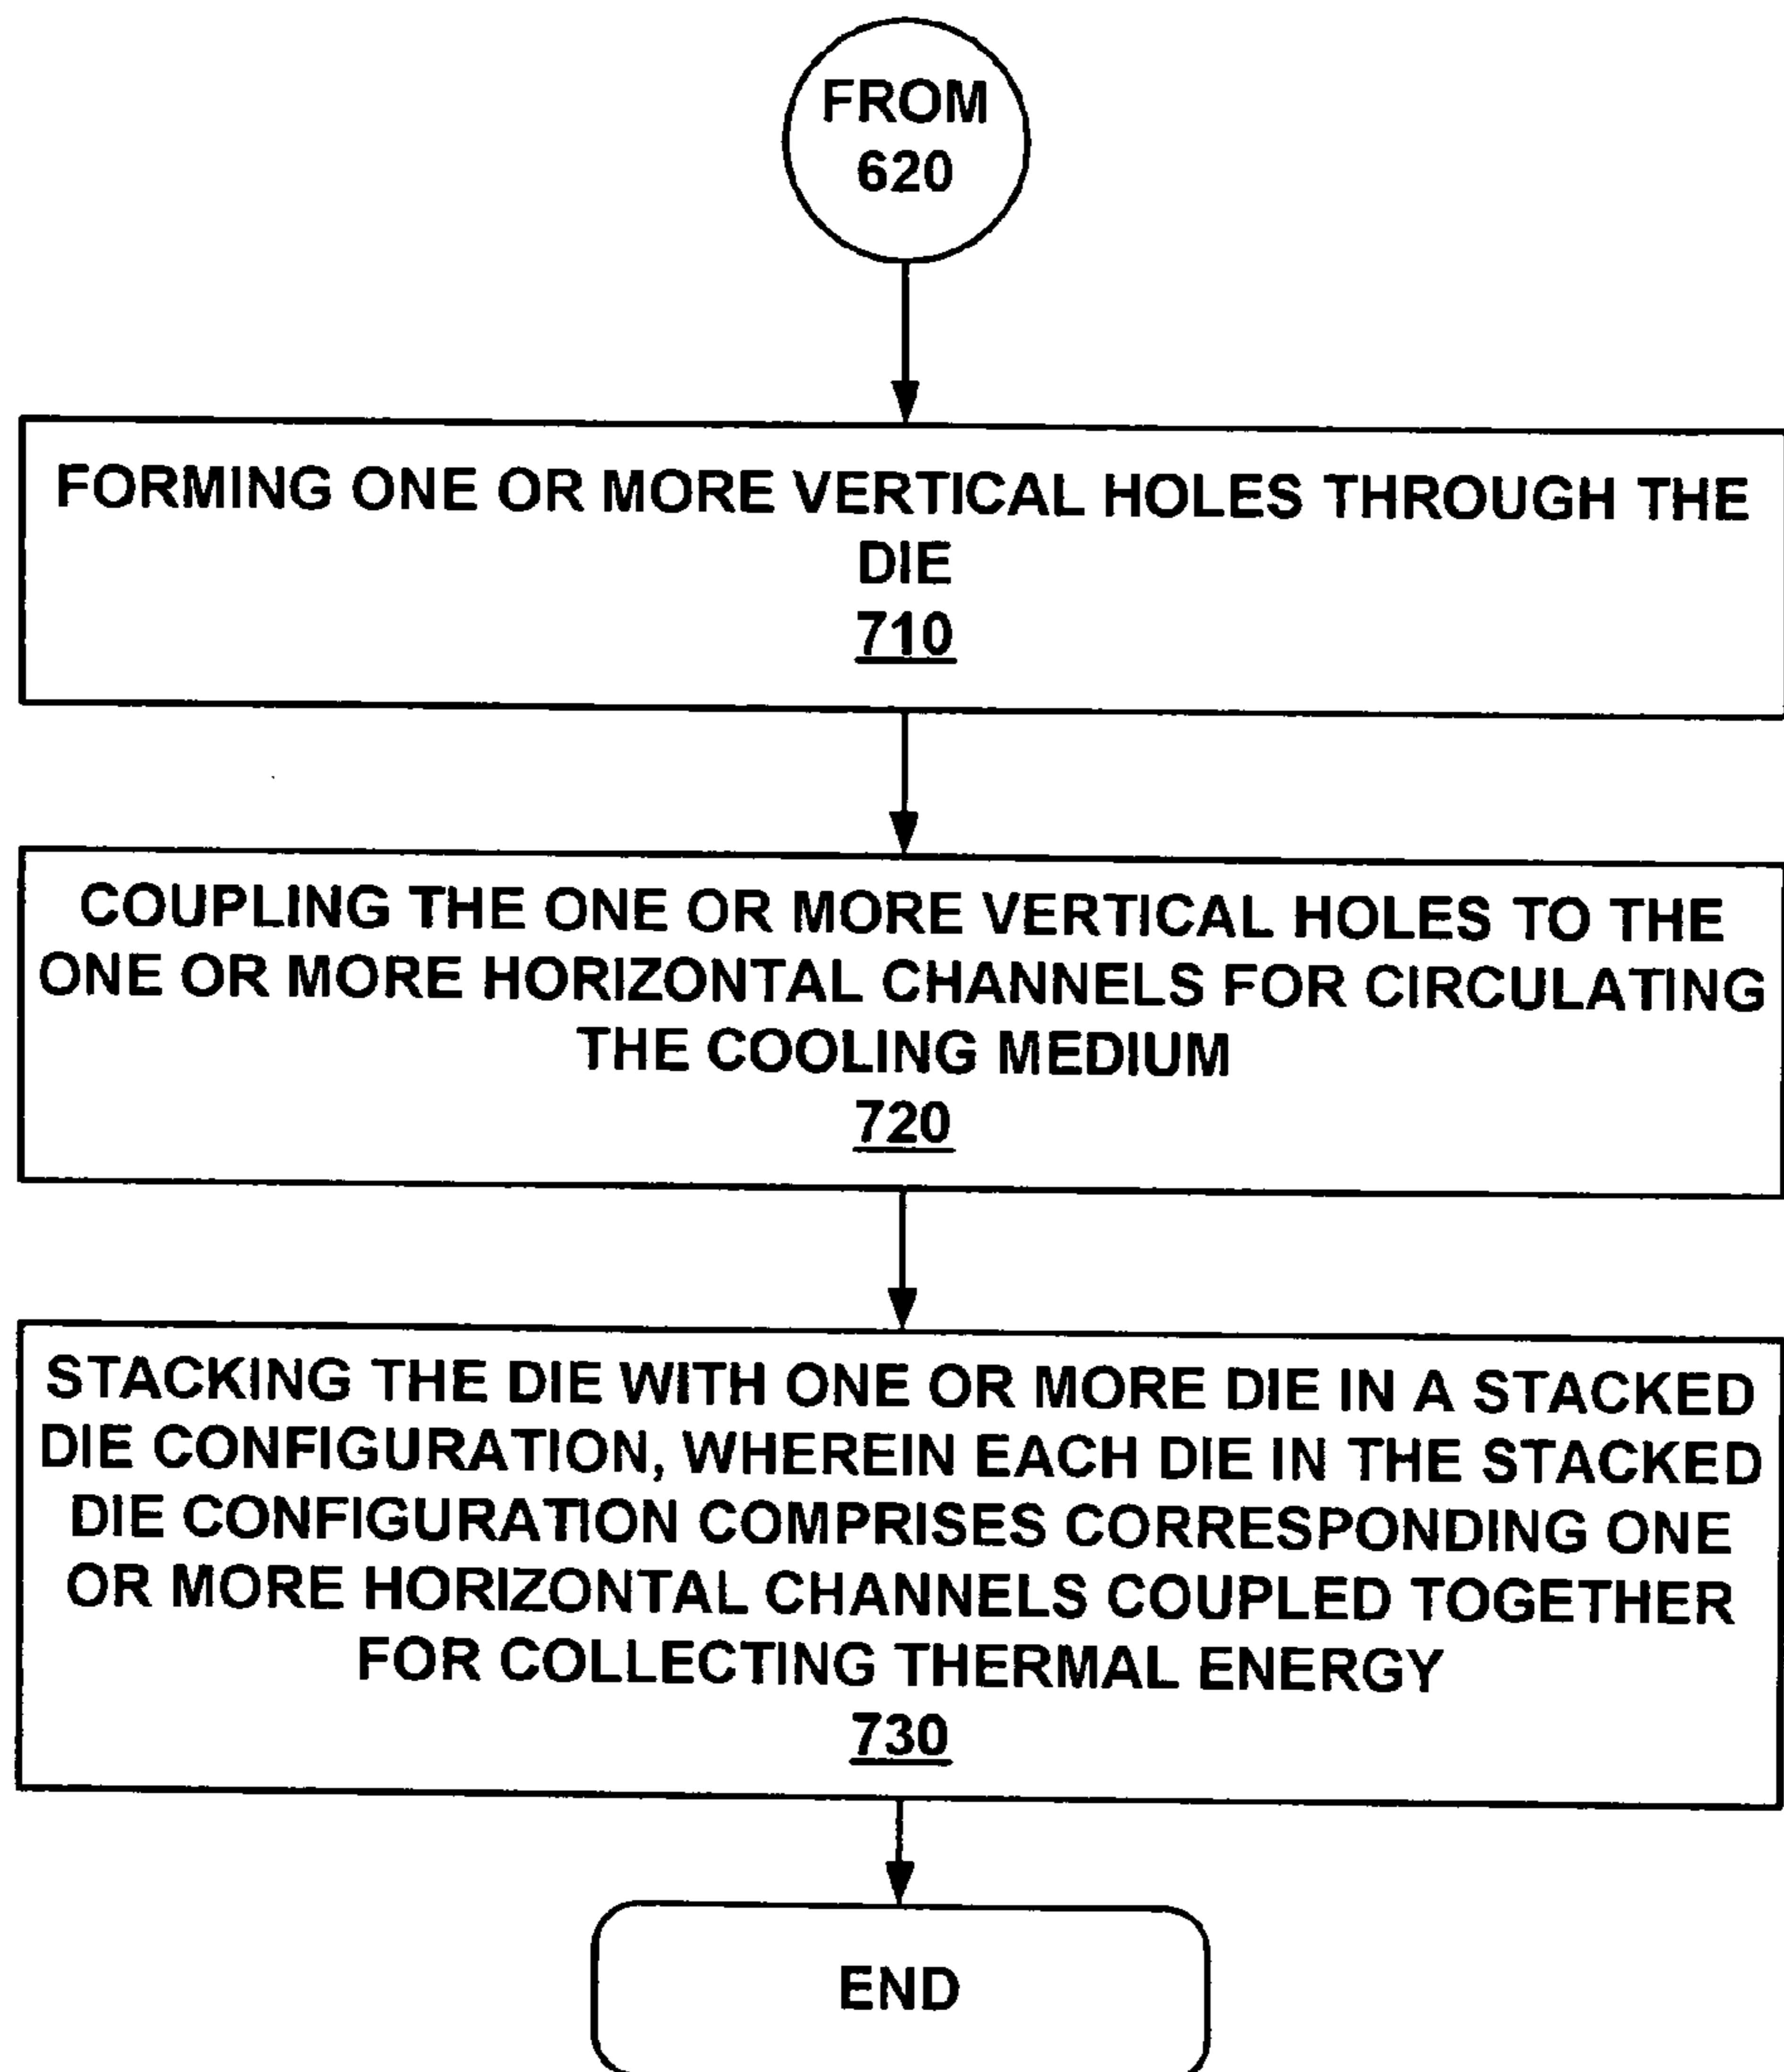 FROM
620
FORMING ONE OR MORE VERTICAL HOLES THROUGH THE
DIE
710
COUPLING THE ONE OR MORE VERTICAL HOLES TO THE
ONE OR MORE HORIZONTAL CHANNELS FOR CIRCULATING
THE COOLING MEDIUM
720
STACKING THE DIE WITH ONE OR MORE DIE IN A STACKED
DIE CONFIGURATION, WHEREIN EACH DIE IN THE STACKED
DIE CONFIGURATION COMPRISES CORRESPONDING ONE
OR MORE HORIZONTAL CHANNELS COUPLED TOGETHER
FOR COLLECTING THERMAL ENERGY
730
END